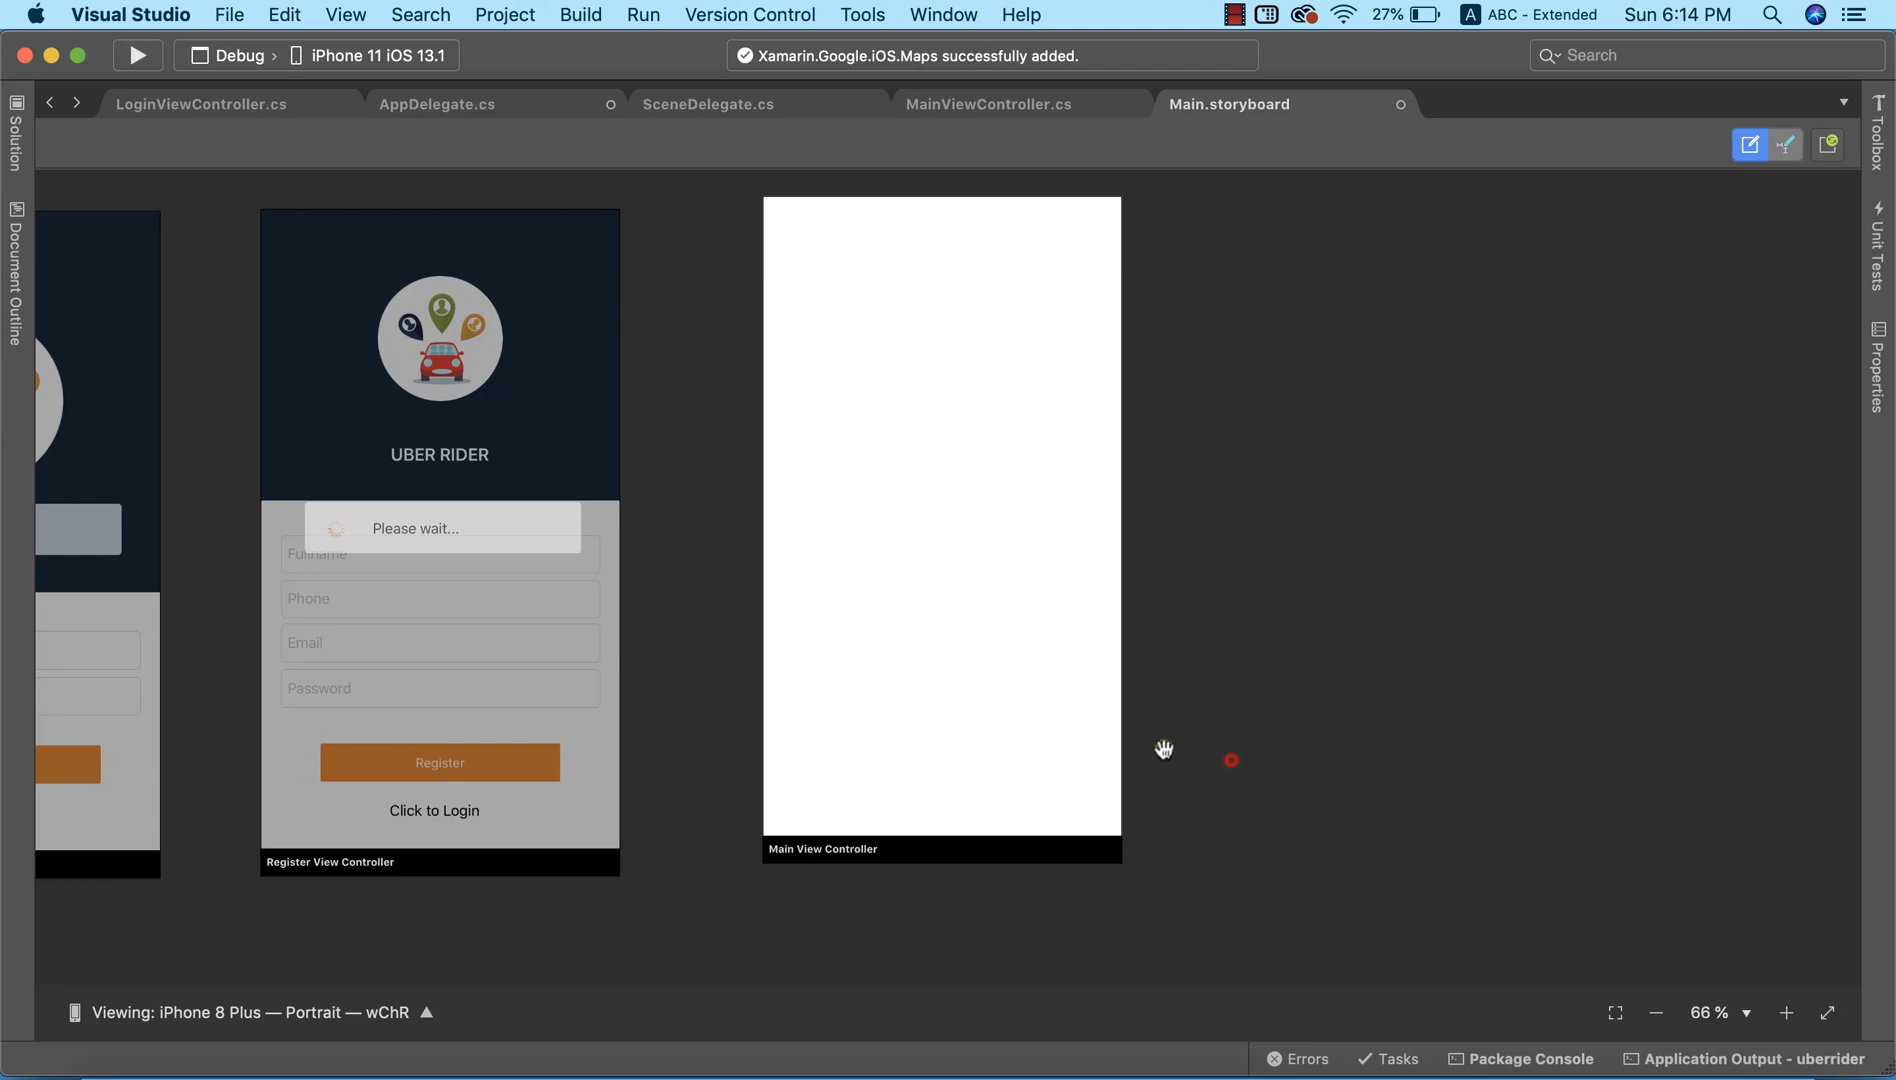 Visual Studio File Edit View Search Project Build Run Version Control Tools Window Help 27% A ABC - Extended Sun 6:14 PM
Debug › iPhone 11 iOS 13.1 Xamarin.Google.iOS.Maps successfully added. Search
LoginViewController.cs AppDelegate.cs SceneDelegate.cs MainViewController.cs Main.storyboard
Solution
Document Outline
Toolbox
Unit Tests
Properties
UBER RIDER
Please wait...
Fullname
Phone
Email
Password
Register
Click to Login
Register View Controller
Main View Controller
Viewing: iPhone 8 Plus — Portrait — wChR 66 %
Errors Tasks Package Console Application Output - uberrider